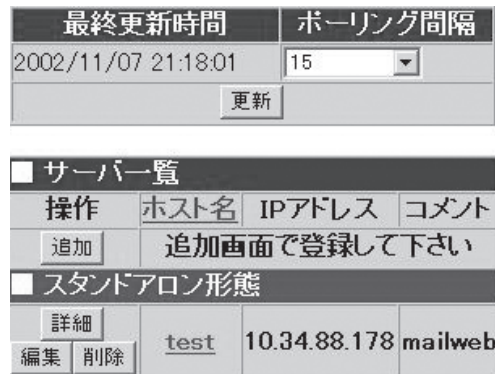 最終更新時間 ポーリング間隔
2002/11/07 21:18:01 15
更新
■ サーバ一覧
操作 ホスト名 IPアドレス コメント
追加 追加画面で登録して下さい
■ スタンドアロン形態
詳細
編集 削除 test 10.34.88.178 mailweb